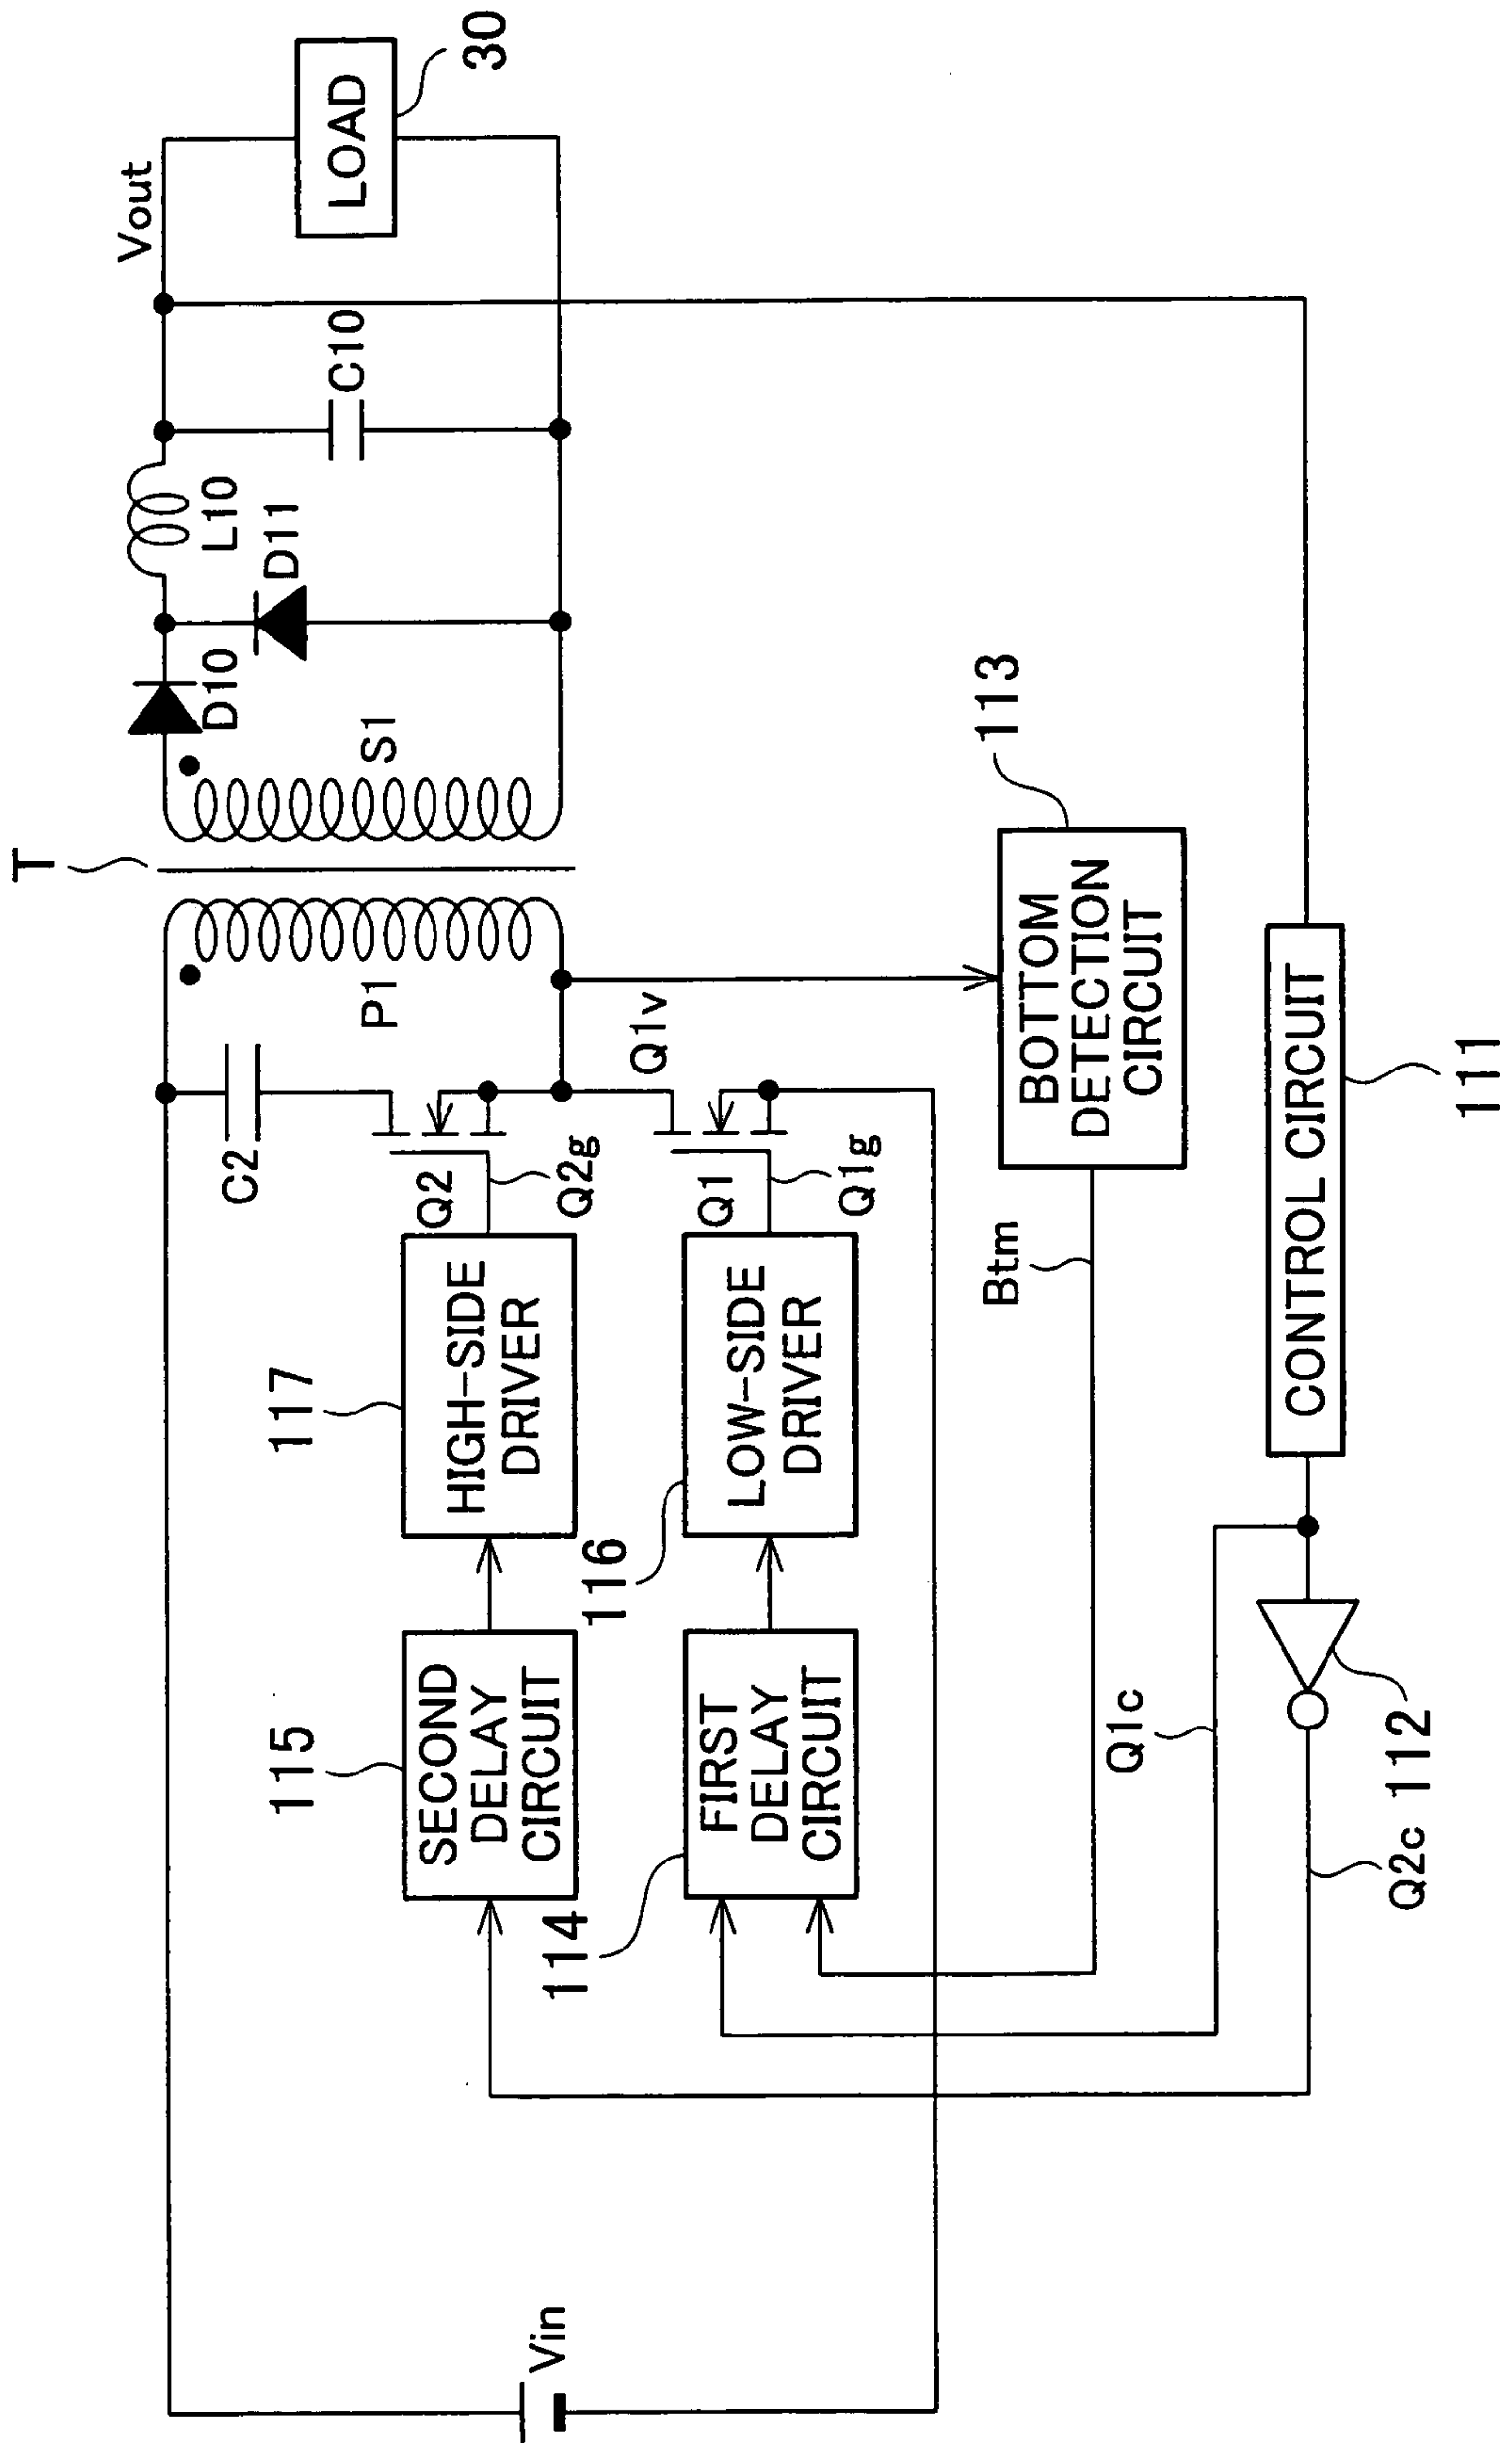 T
Vout
D10
L10
D11
C10
LOAD
30
S1
P1
C2
Q2
Q2g
Q1v
Q1
Q1g
117
HIGH-SIDE
DRIVER
116
LOW-SIDE
DRIVER
115
SECOND
DELAY
CIRCUIT
114
FIRST
DELAY
CIRCUIT
Vin
113
BOTTOM
DETECTION
CIRCUIT
Btm
Q1c
CONTROL CIRCUIT
111
112
Q2c